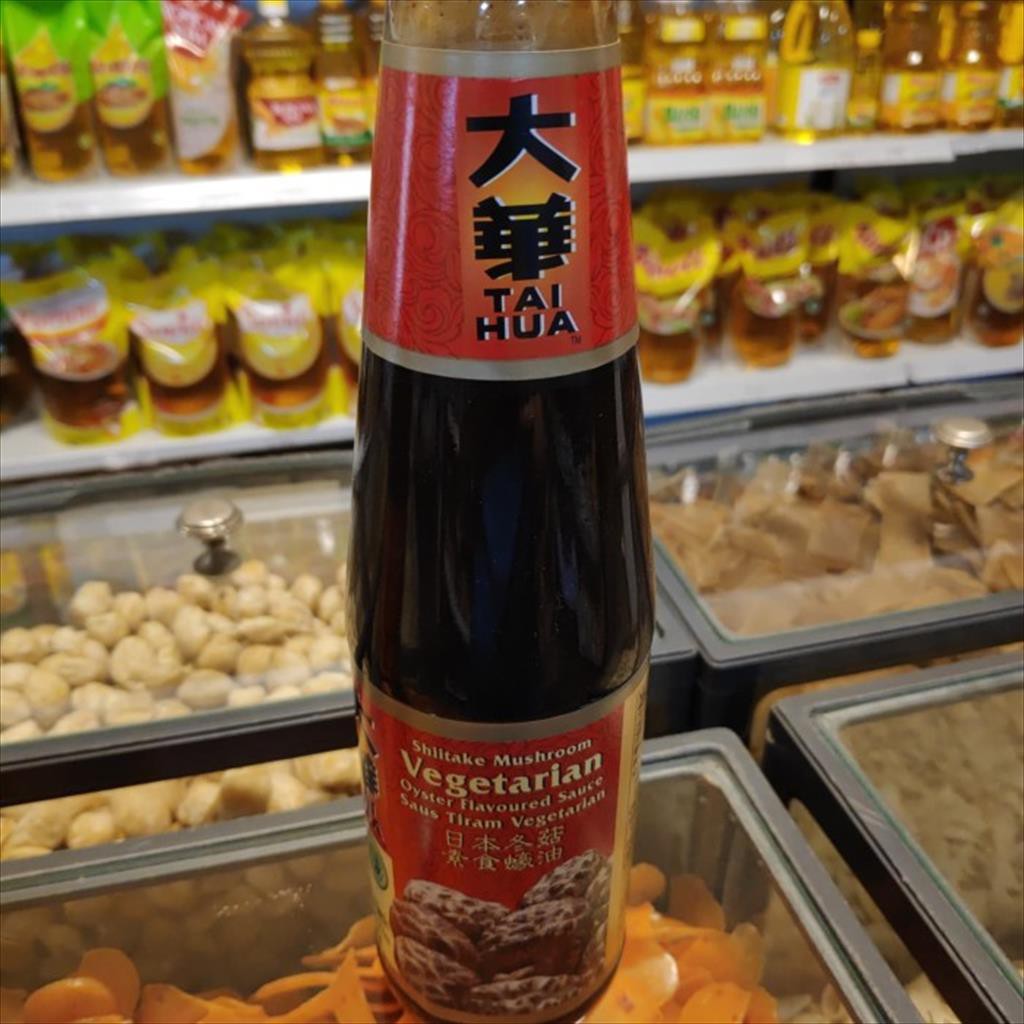 大
華
TAI
HUA
TM
Shiitake Mushroom
Vegetarian
Oyster Flavoured Sauce
Saus Tiram Vegetarian
日本冬菇
素食蠔油